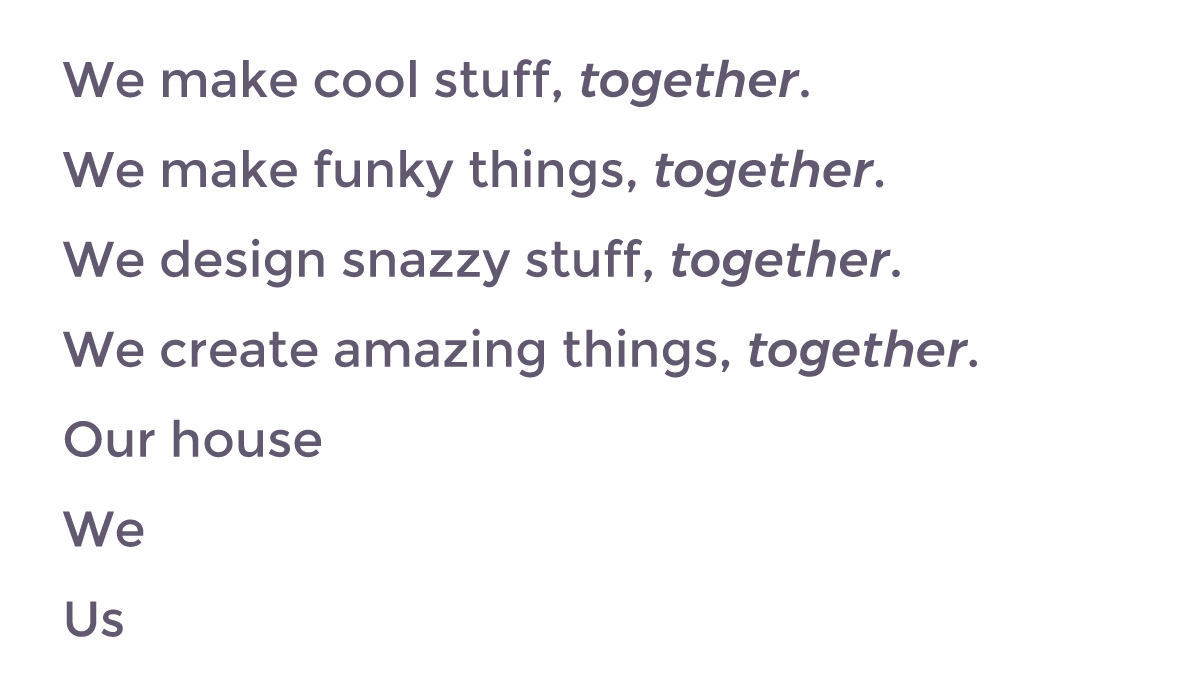 We make cool stuff, together.
We make funky things, together.
We design snazzy stuff, together.
We create amazing things, together.
Our house
We
Us